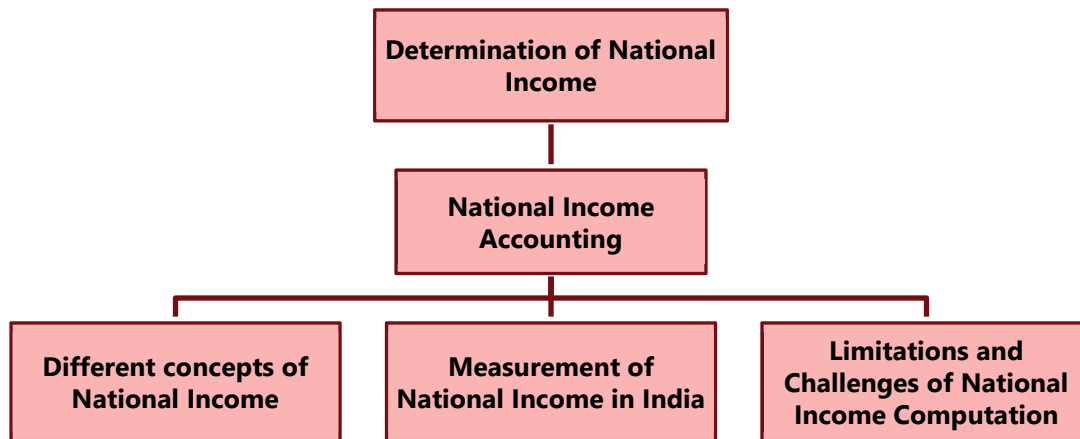 Determination of National
Income
National Income
Accounting
Different concepts of
National Income
Measurement of
National Income in India
Limitations and
Challenges of National
Income Computation